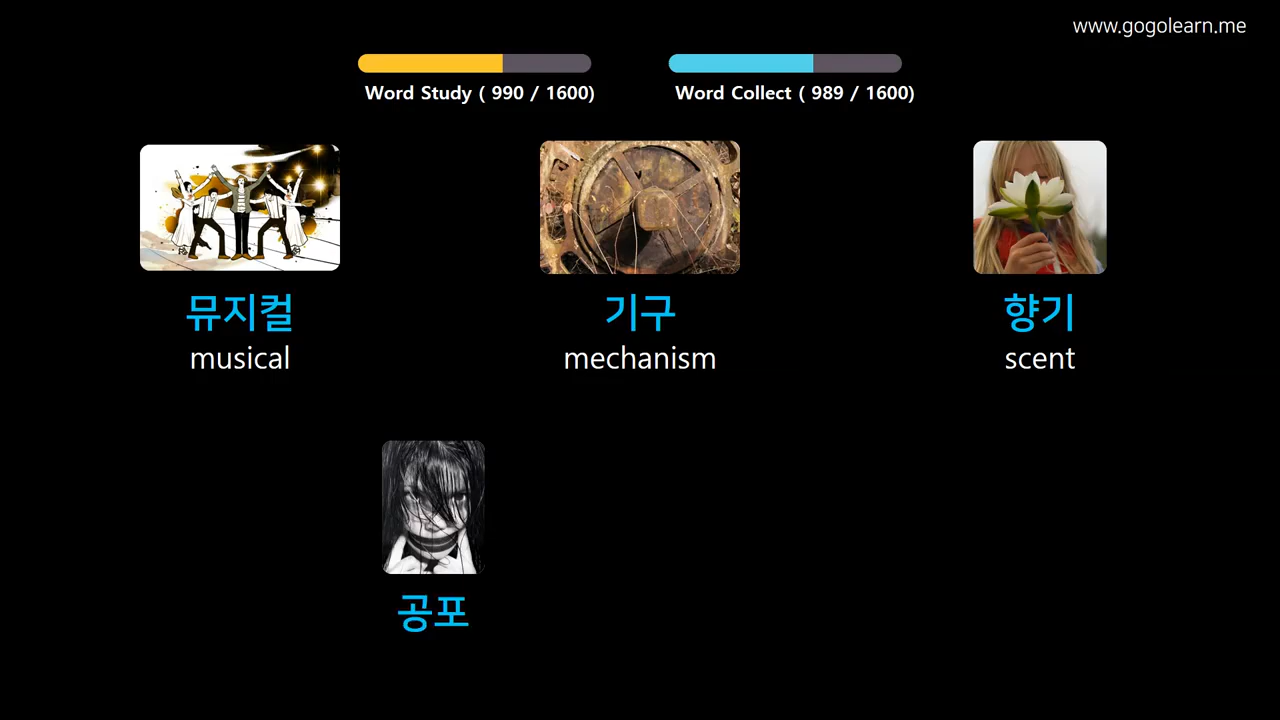 www.gogolearn.me
Word Study ( 990 / 1600)
Word Collect ( 989 / 1600)
뮤지컬
기구
향기
musical
mechanism
scent
공포